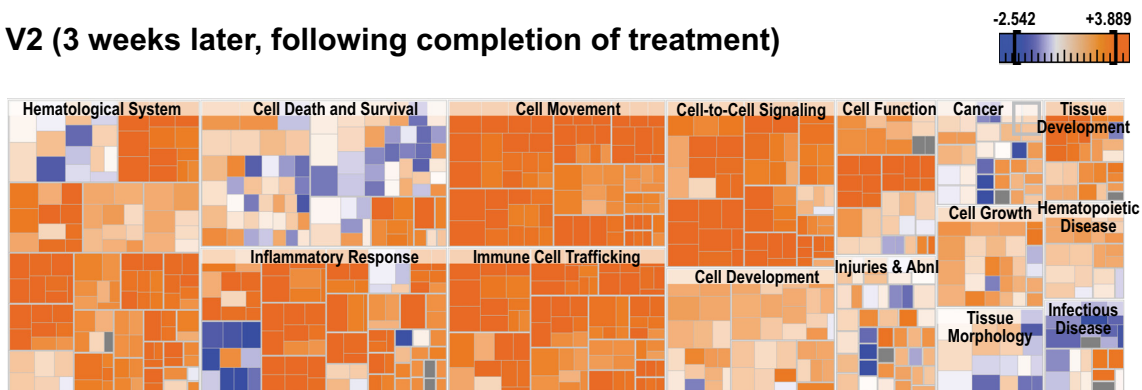 -2.542 +3.889
V2 (3 weeks later, following completion of treatment)
Hematological System
Cell Death and Survival
Cell Movement
Cell-to-Cell Signaling
Cell Function
Cancer
Tissue
Development
Cell Growth
Hematopoietic
Disease
Inflammatory Response
Immune Cell Trafficking
Cell Development
Injuries & Abnl
Tissue
Morphology
Infectious
Disease